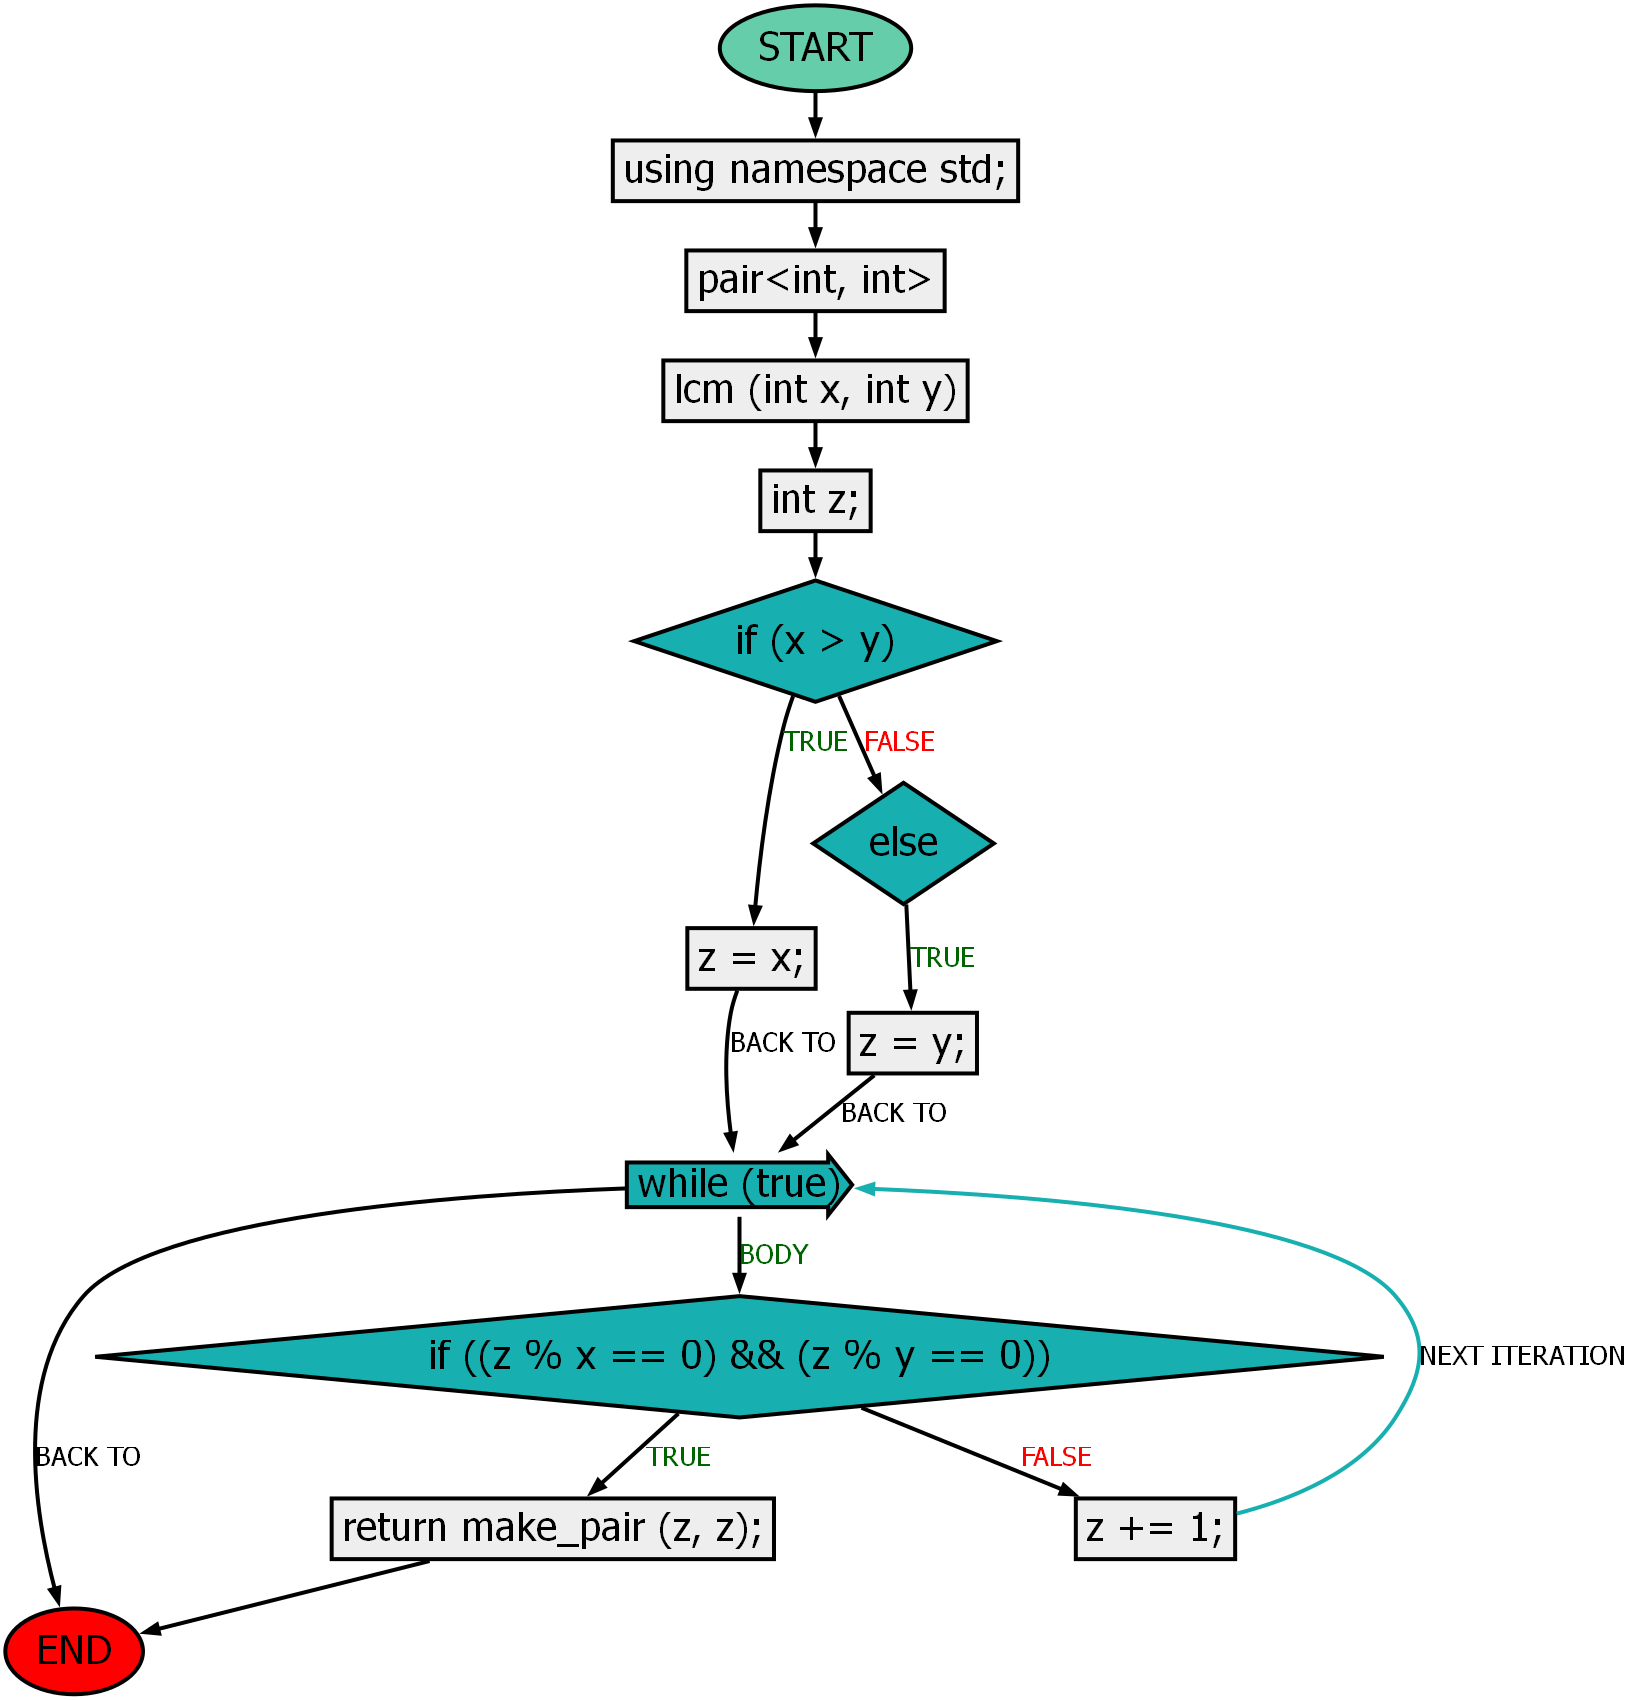 START
using namespace std;
pair<int, int>
lcm (int x, int y)
int z;
if (x > y)
TRUE
FALSE
else
z = x;
TRUE
BACK TO
z = y;
BACK TO
while (true)
BODY
if ((z % x == 0) && (z % y == 0))
NEXT ITERATION
BACK TO
TRUE
FALSE
return make_pair (z, z);
z += 1;
END